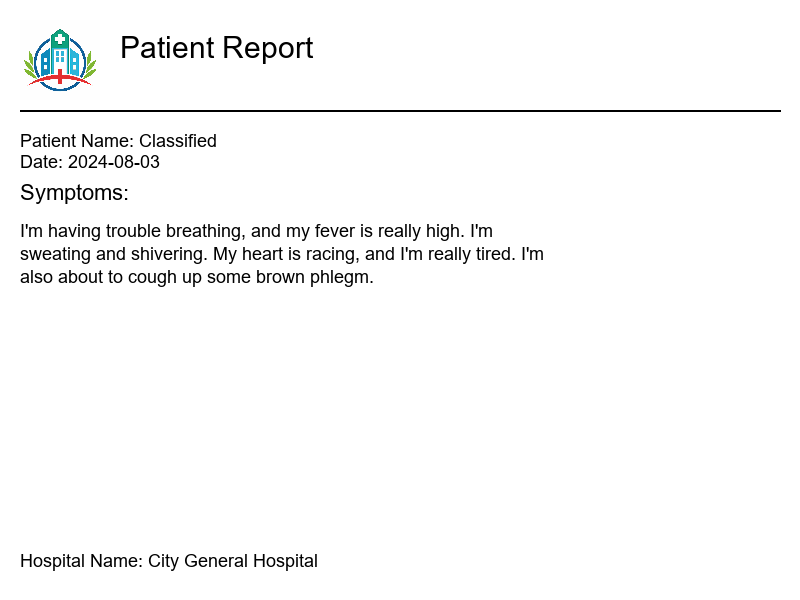 Patient Report
Patient Name: Classified
Date: 2024-08-03
Symptoms:
I'm having trouble breathing, and my fever is really high. I'm
sweating and shivering. My heart is racing, and I'm really tired. I'm
also about to cough up some brown phlegm.
Hospital Name: City General Hospital